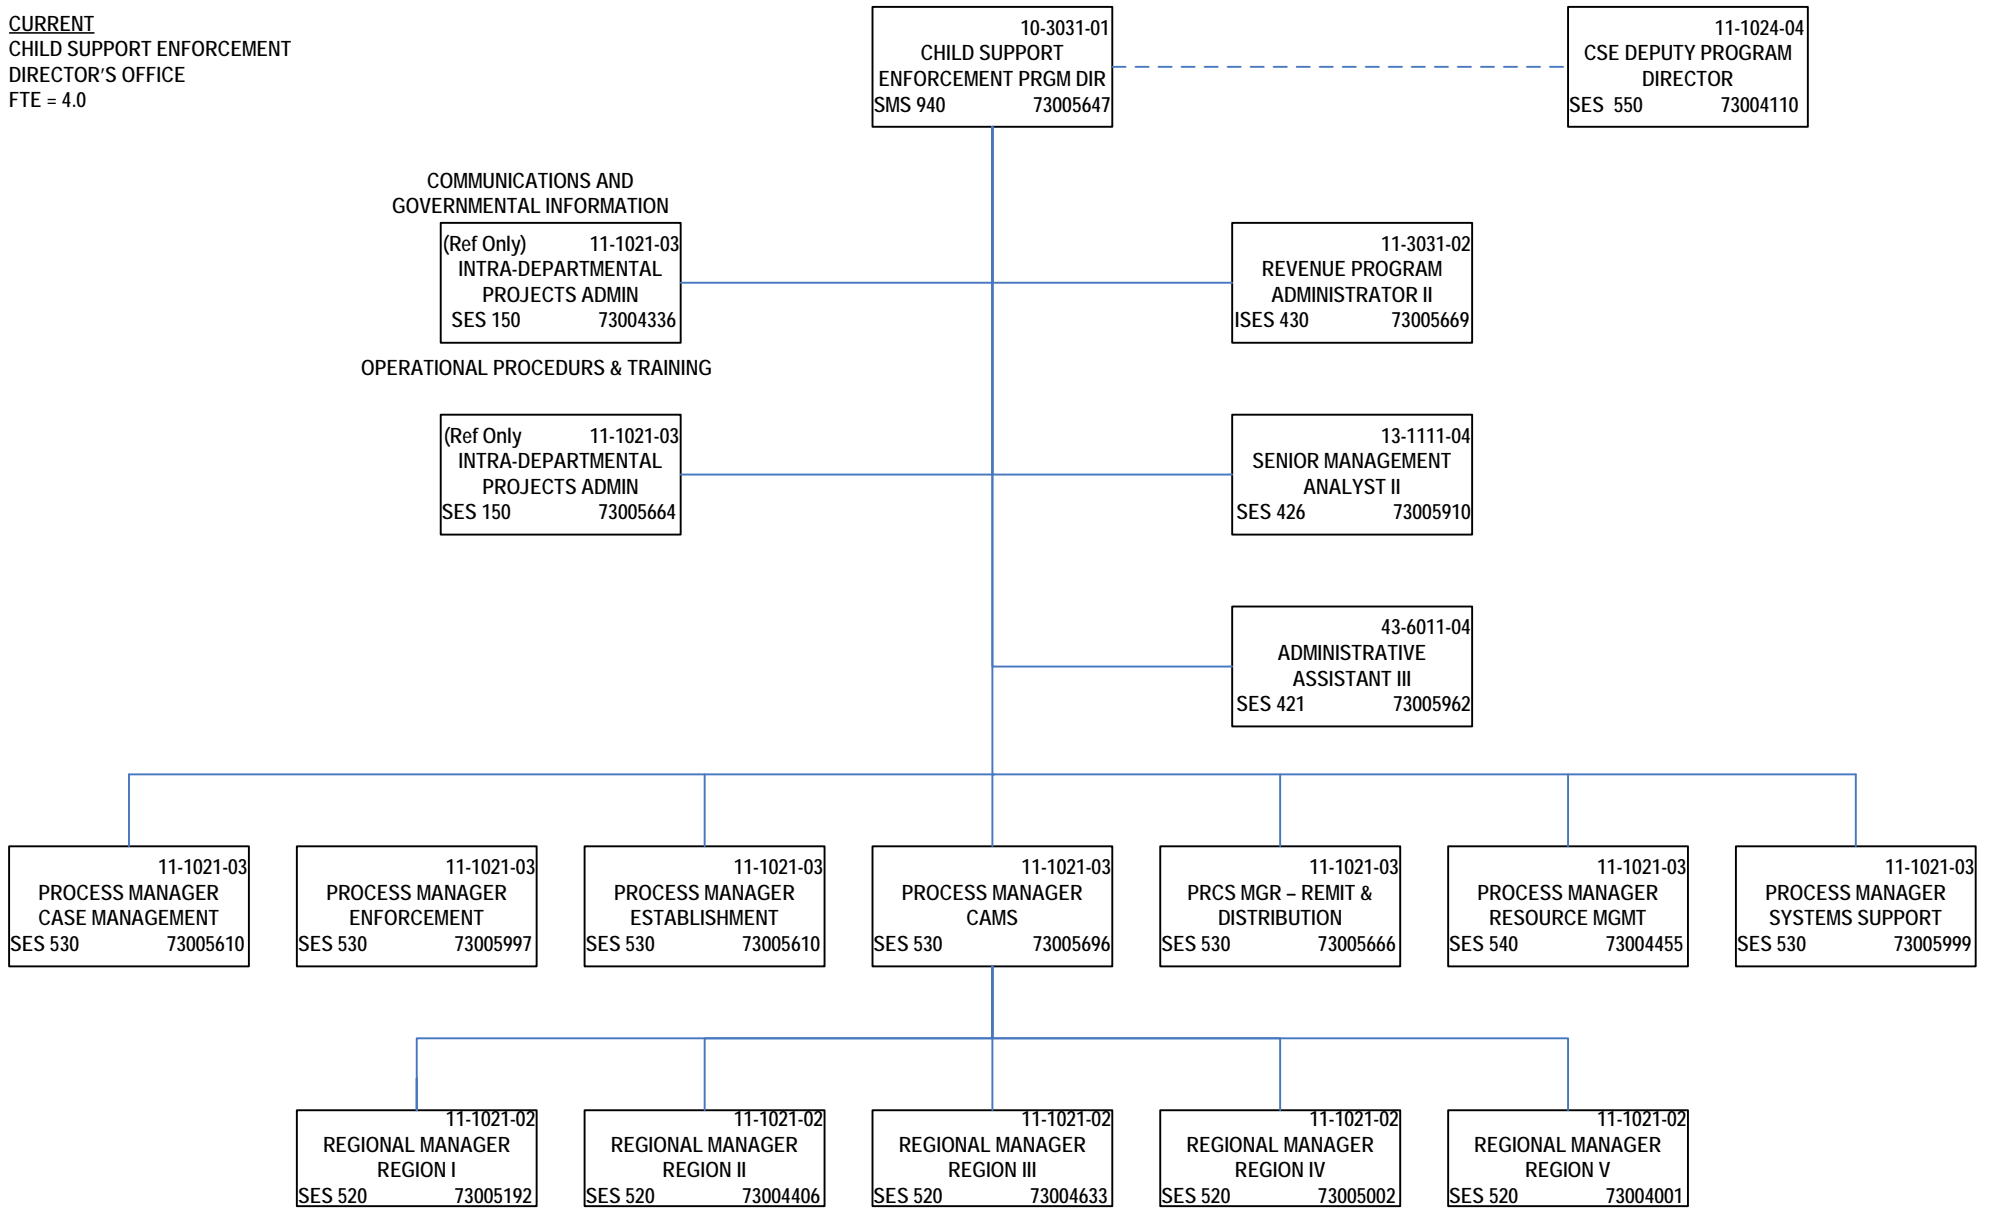 CURRENT
CHILD SUPPORT ENFORCEMENT
DIRECTOR'S OFFICE
FTE = 4.0
10-3031-01
CHILD SUPPORT
ENFORCEMENT PRGM DIR
SMS 940 73005647
11-1024-04
CSE DEPUTY PROGRAM
DIRECTOR
SES 550 73004110
COMMUNICATIONS AND
GOVERNMENTAL INFORMATION
(Ref Only) 11-1021-03
INTRA-DEPARTMENTAL
PROJECTS ADMIN
SES 150 73004336
11-3031-02
REVENUE PROGRAM
ADMINISTRATOR II
ISES 430 73005669
OPERATIONAL PROCEDURS & TRAINING
(Ref Only 11-1021-03
INTRA-DEPARTMENTAL
PROJECTS ADMIN
SES 150 73005664
13-1111-04
SENIOR MANAGEMENT
ANALYST II
SES 426 73005910
43-6011-04
ADMINISTRATIVE
ASSISTANT III
SES 421 73005962
11-1021-03
PROCESS MANAGER
CASE MANAGEMENT
SES 530 73005610
11-1021-03
PROCESS MANAGER
ENFORCEMENT
SES 530 73005997
11-1021-03
PROCESS MANAGER
ESTABLISHMENT
SES 530 73005610
11-1021-03
PROCESS MANAGER
CAMS
SES 530 73005696
11-1021-03
PRCS MGR – REMIT &
DISTRIBUTION
SES 530 73005666
11-1021-03
PROCESS MANAGER
RESOURCE MGMT
SES 540 73004455
11-1021-03
PROCESS MANAGER
SYSTEMS SUPPORT
SES 530 73005999
11-1021-02
REGIONAL MANAGER
REGION I
SES 520 73005192
11-1021-02
REGIONAL MANAGER
REGION II
SES 520 73004406
11-1021-02
REGIONAL MANAGER
REGION III
SES 520 73004633
11-1021-02
REGIONAL MANAGER
REGION IV
SES 520 73005002
11-1021-02
REGIONAL MANAGER
REGION V
SES 520 73004001